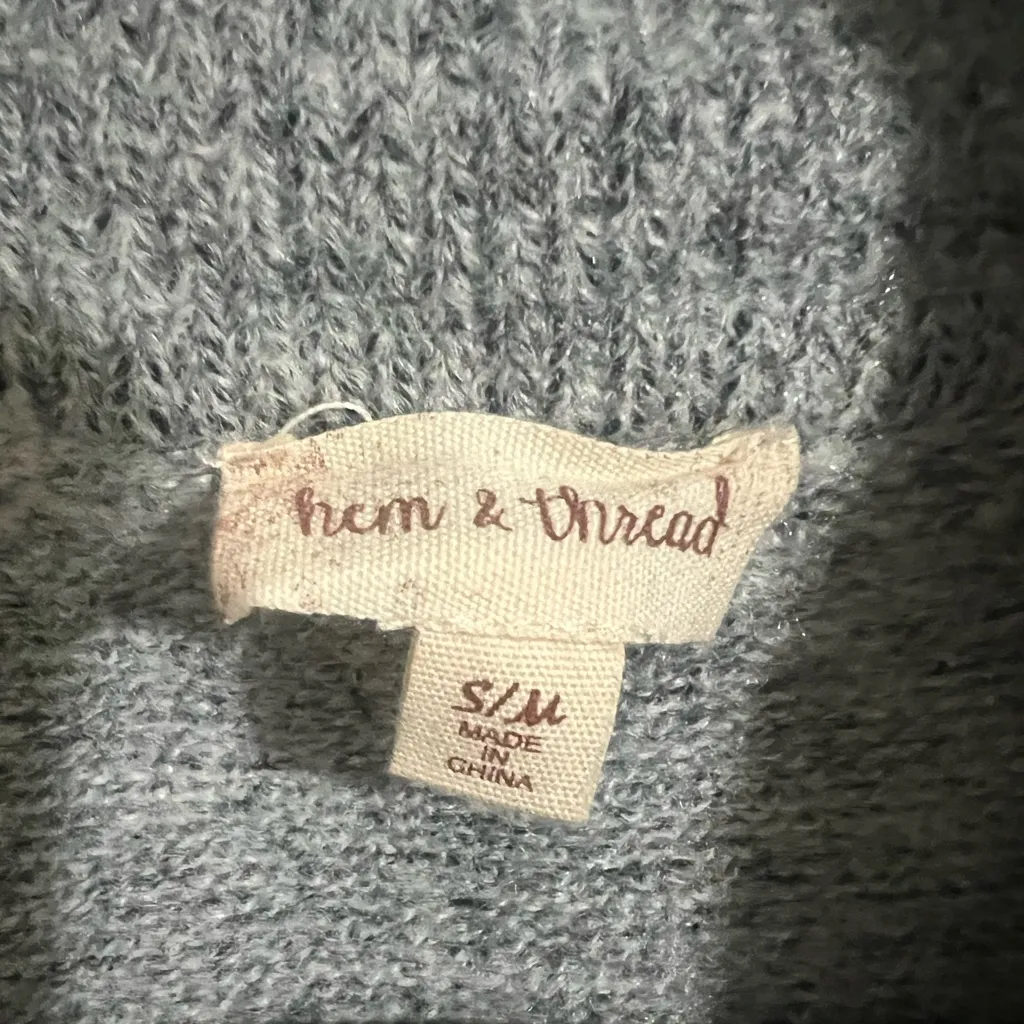 hem & thread
S/M
MADE
IN
CHINA